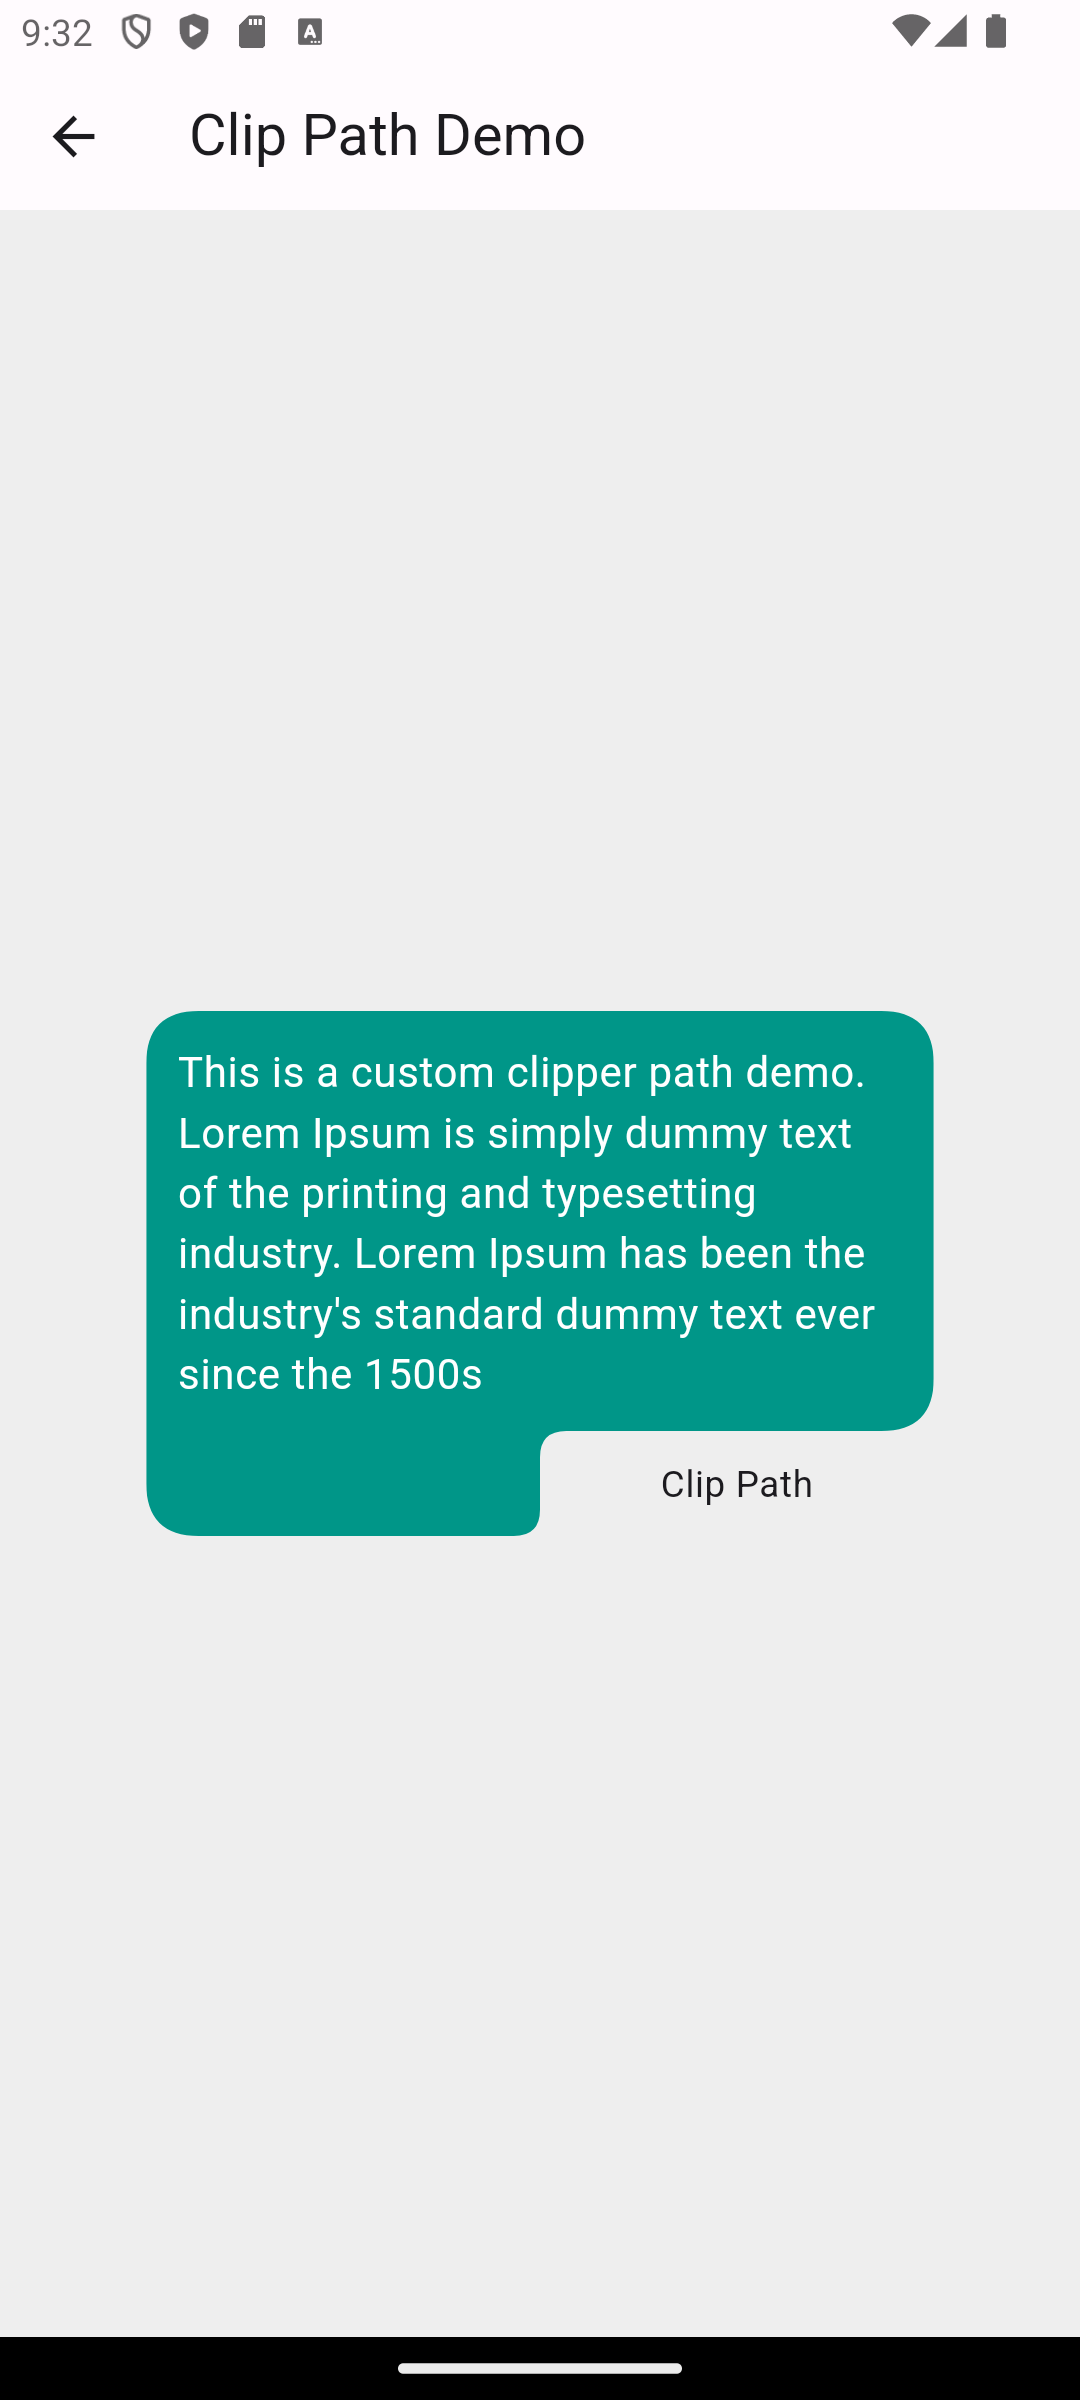 9:32
Clip Path Demo
This is a custom clipper path demo.
Lorem Ipsum is simply dummy text
of the printing and typesetting
industry. Lorem Ipsum has been the
industry's standard dummy text ever
since the 1500s
Clip Path